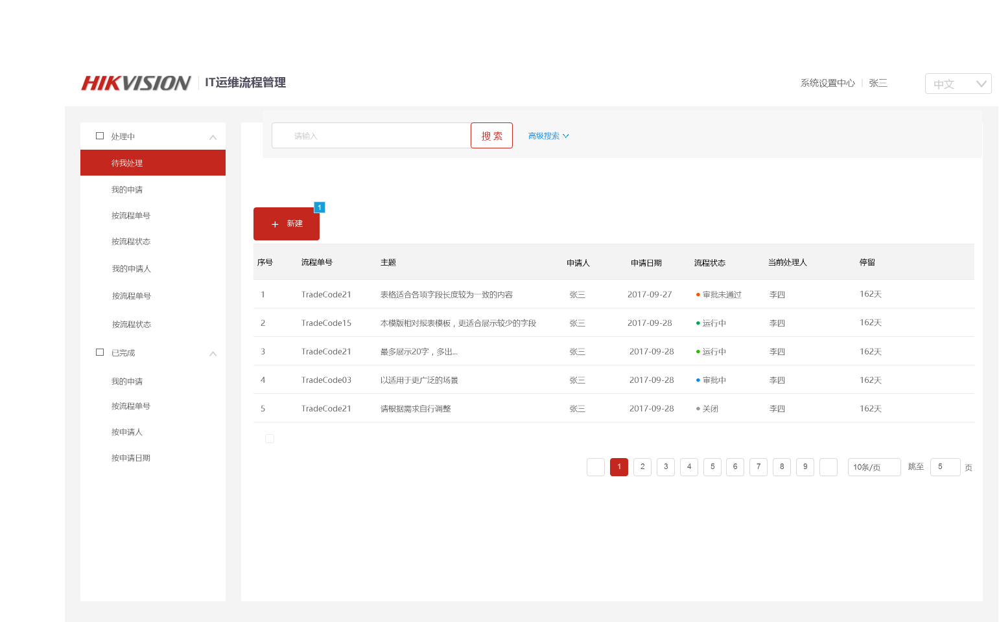 HIKVISION IT运维流程管理 系统设置中心 张三 中文
请输入 搜 索 高级搜索
处理中
待我处理
我的申请
按流程单号
按流程状态
我的申请人
按流程单号
按流程状态
已完成
我的申请
按流程单号
按申请人
按申请日期
1
+ 新建
序号 流程单号 主题 申请人 申请日期 流程状态 当前处理人 停留
1 TradeCode21 表格适合各项字段长度较为一致的内容 张三 2017-09-27 审批未通过 李四 162天
2 TradeCode15 本模版相对报表模板，更适合展示较少的字段 张三 2017-09-28 运行中 李四 162天
3 TradeCode21 最多展示20字，多出... 张三 2017-09-28 运行中 李四 162天
4 TradeCode03 以适用于更广泛的场景 张三 2017-09-28 审批中 李四 162天
5 TradeCode21 请根据需求自行调整 张三 2017-09-28 关闭 李四 162天
1 2 3 4 5 6 7 8 9 10条/页 跳至 5 页